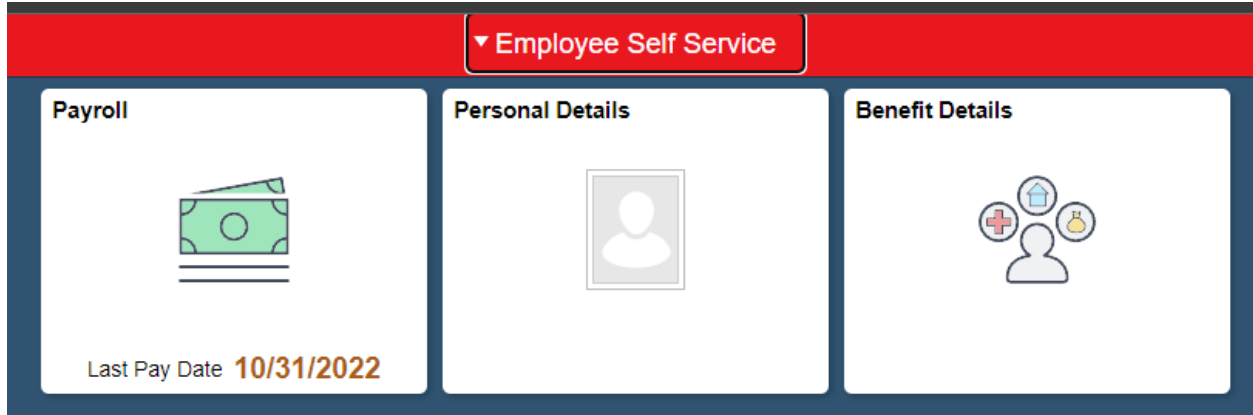 Employee Self Service
Payroll
Personal Details
Benefit Details
Last Pay Date 10/31/2022